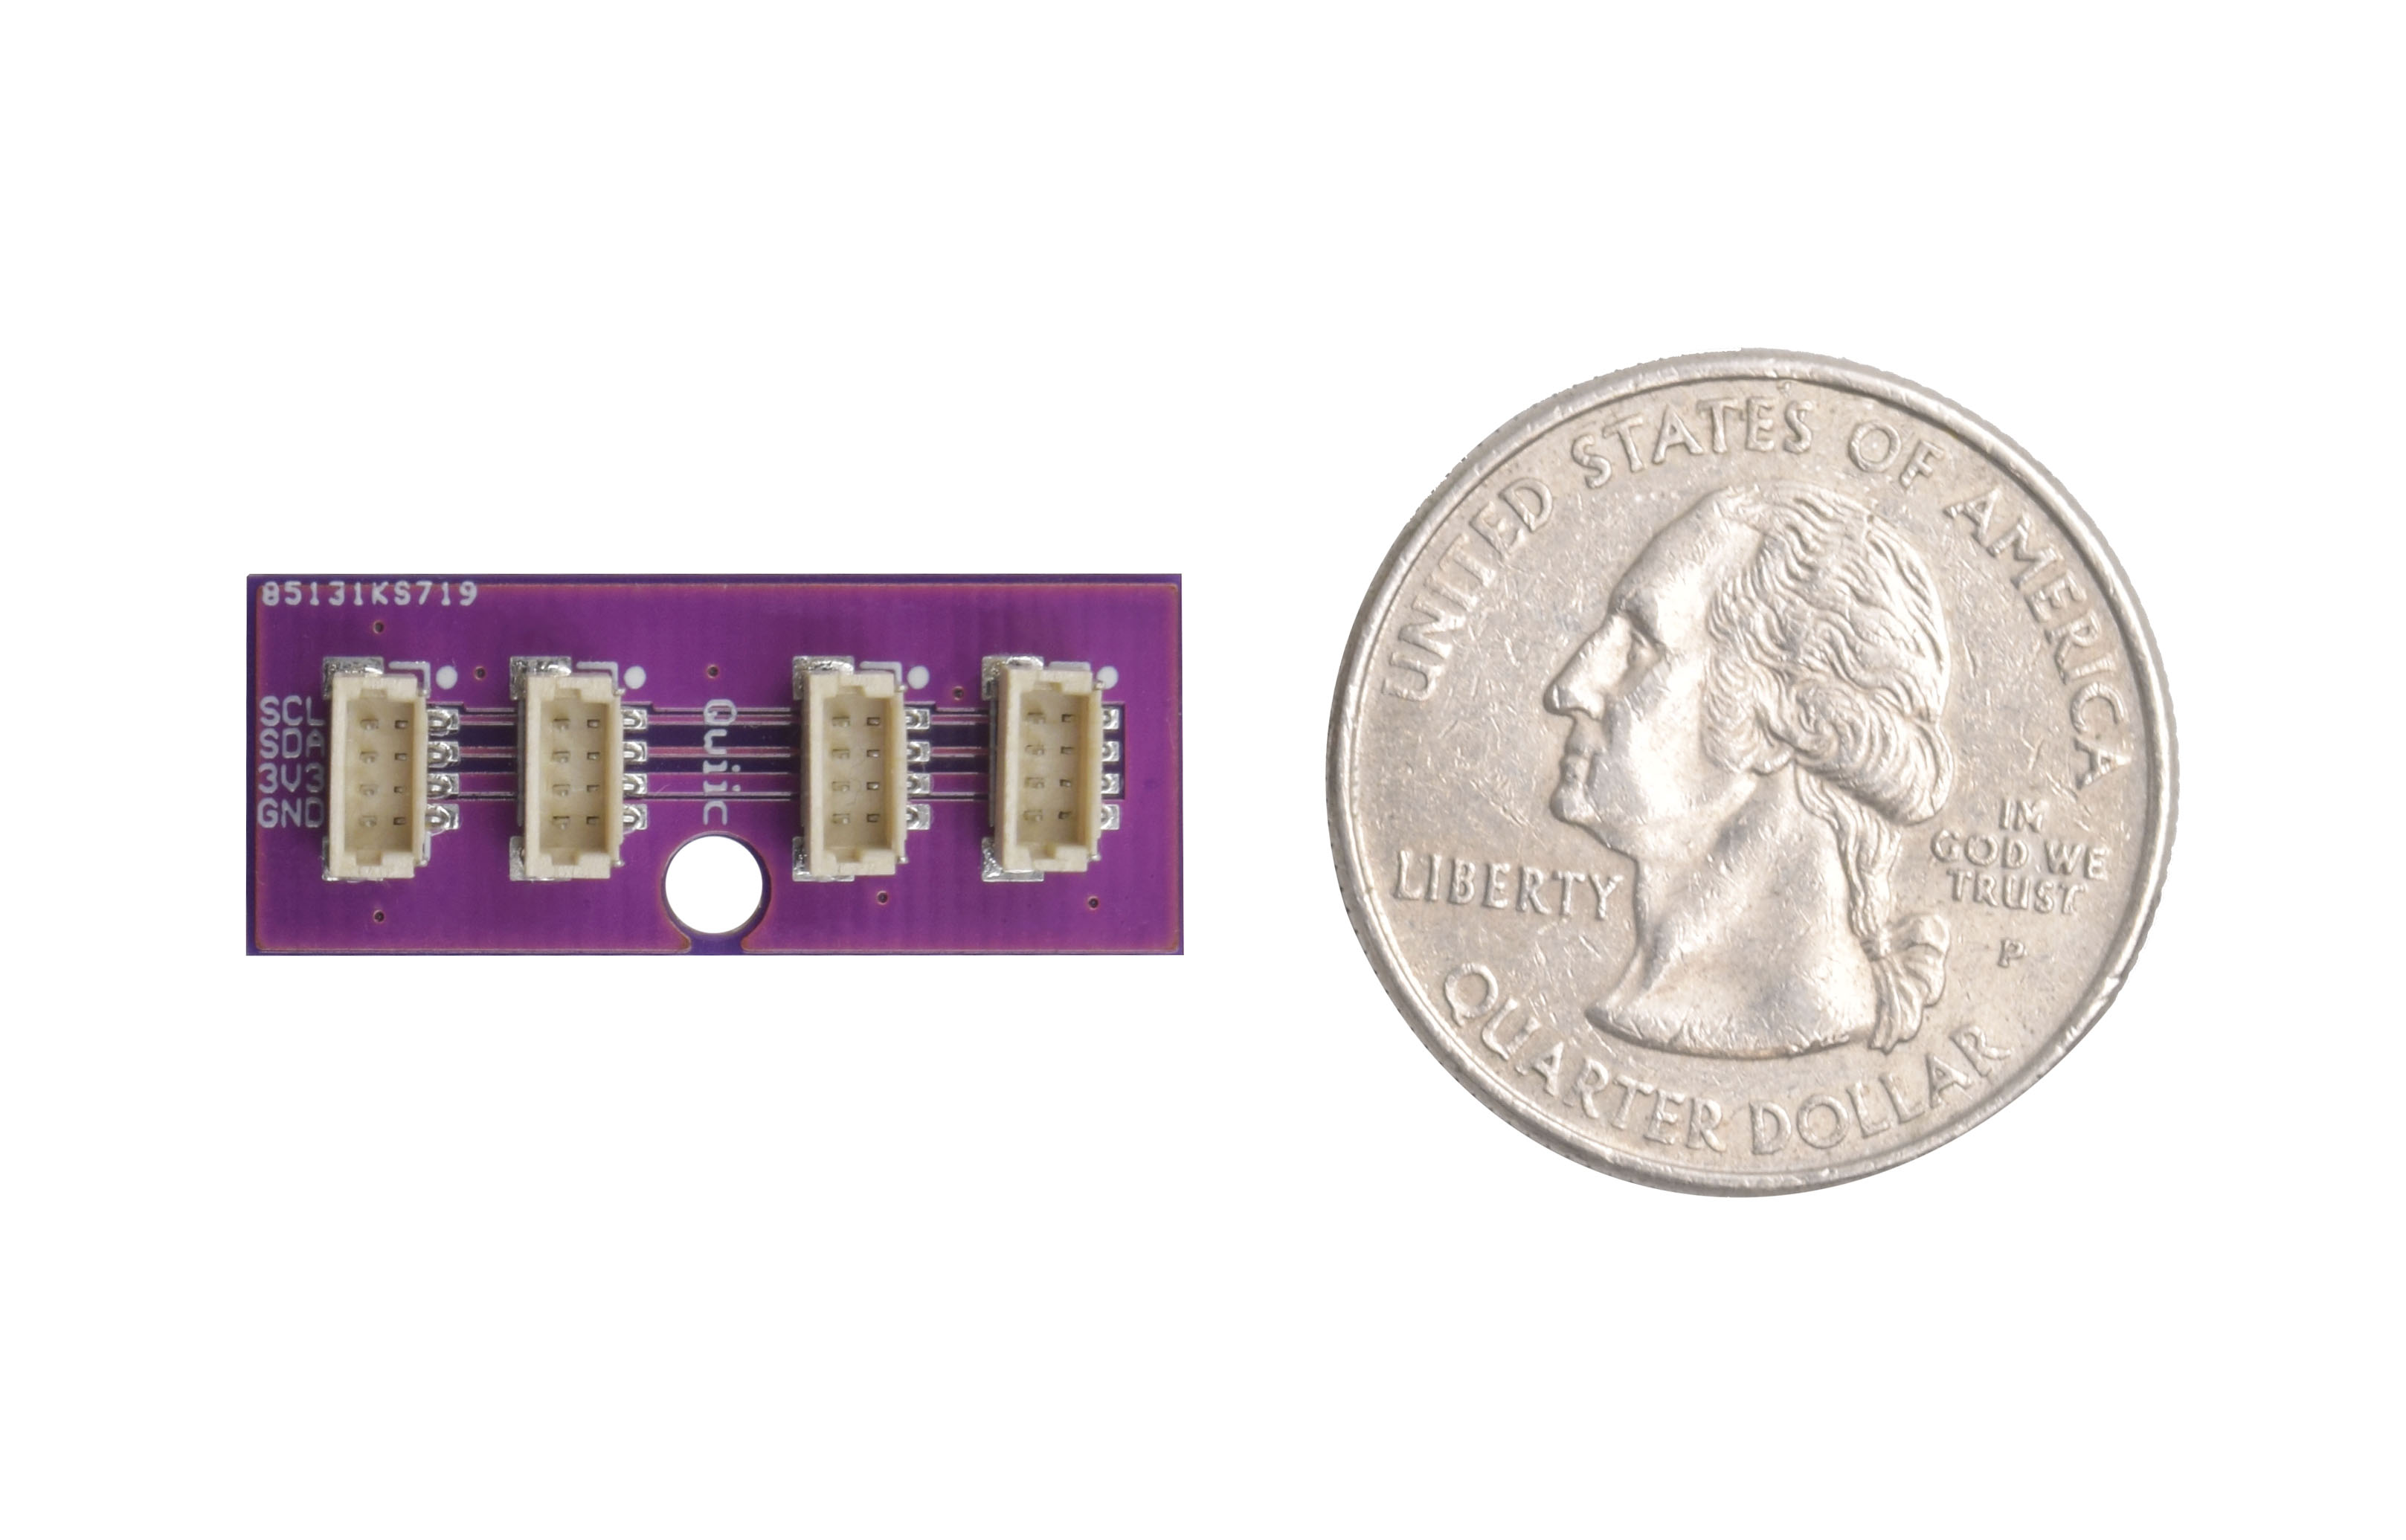 85131KS719
SCL
SDA
3V3
GND
Qwiic
UNITED STATES OF AMERICA
LIBERTY
IN
GOD WE
TRUST
P
QUARTER DOLLAR